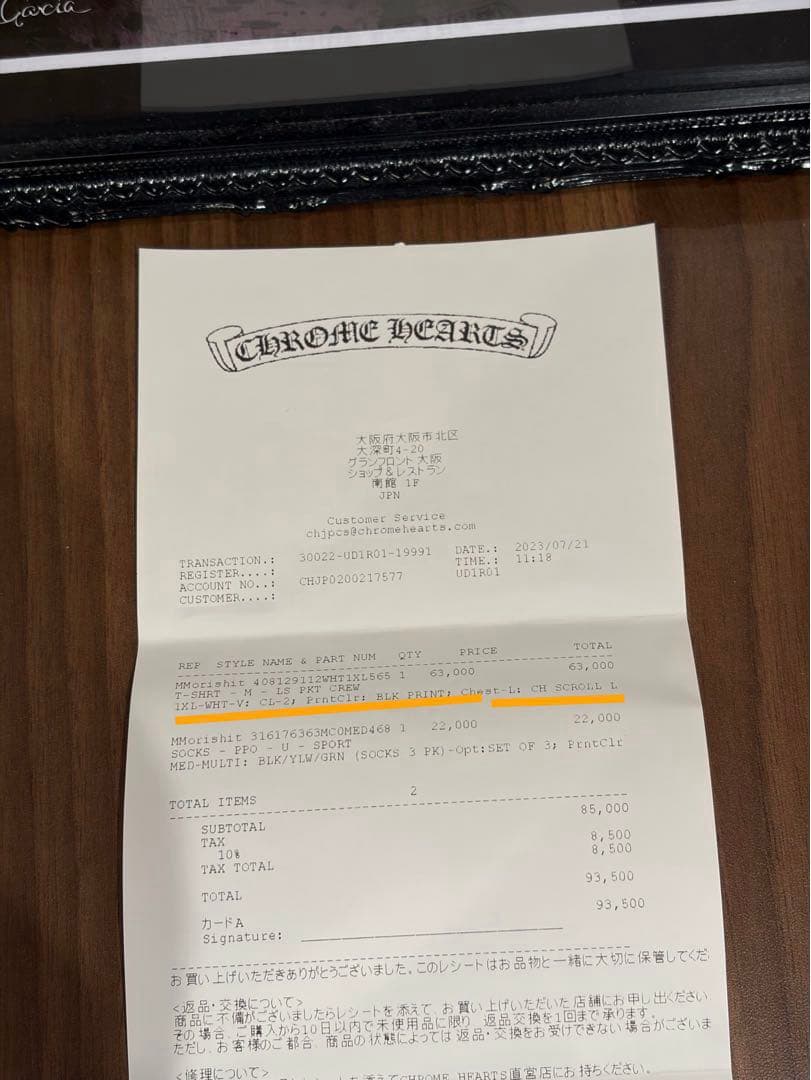 Garcia
CHROME HEARTS
大阪府大阪市北区
大深町4-20
グランフロント大阪
ショップ&レストラン
南館 1F
JPN
Customer Service
chjpcs@chromehearts.com
TRANSACTION.: 30022-UD1R01-19991 DATE.: 2023/07/21
REGISTER....: TIME.: 11:18
ACCOUNT NO..: CHJP0200217577 UD1R01
CUSTOMER....:
REP STYLE NAME & PART NUM QTY PRICE TOTAL
MMorishit 408129112WHT1XL565 1 63,000 63,000
T-SHRT - M - LS PKT CREW
1XL-WHT-V: CL-2; PrntClr: BLK PRINT; Chest-L: CH SCROLL L
MMorishit 316176363MCOMED468 1 22,000 22,000
SOCKS - PPO - U - SPORT
MED-MULTI: BLK/YLW/GRN (SOCKS 3 PK)-Opt:SET OF 3; PrntClr
TOTAL ITEMS 2
SUBTOTAL 85,000
TAX 8,500
10% 8,500
TAX TOTAL
TOTAL 93,500
カードA 93,500
Signature:
お買い上げいただきありがとうございました。このレシートはお品物と一緒に大切に保管してくだ
<返品・交換について>
商品に不備がございましたらレシートを添えて、お買い上げいただいた店舗にお申し出ください
その場合、ご購入から10日以内で未使用品に限り、返品交換を1回まで承ります。
ただし、お客様のご都合、商品の状態によっては返品・交換をお受けできない場合がございま
<修理について>
レシートを添えてCHROME HEARTS直営店にお持ちください。